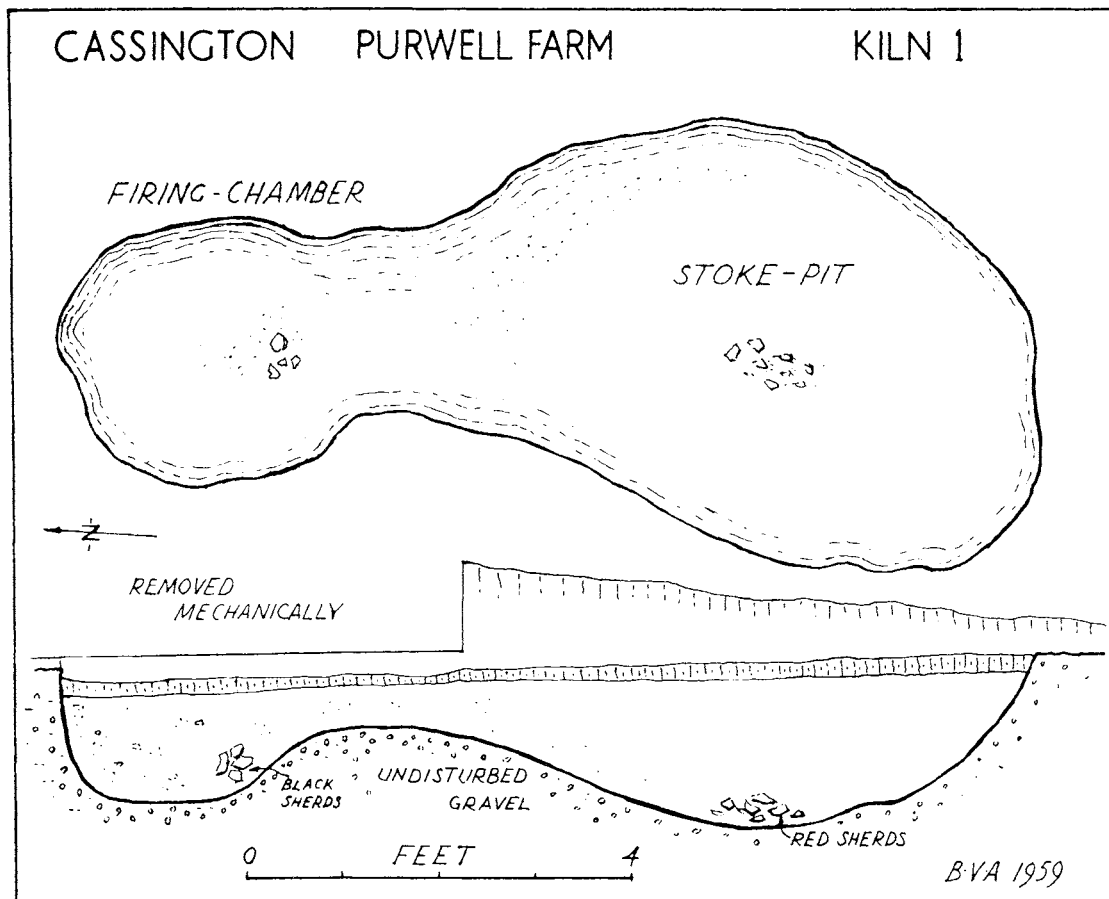 CASSINGTON PURWELL FARM KILN 1
FIRING-CHAMBER
STOKE-PIT
N
REMOVED
MECHANICALLY
BLACK
SHERDS
UNDISTURBED
GRAVEL
RED SHERDS
0 FEET 4
B·VA 1959